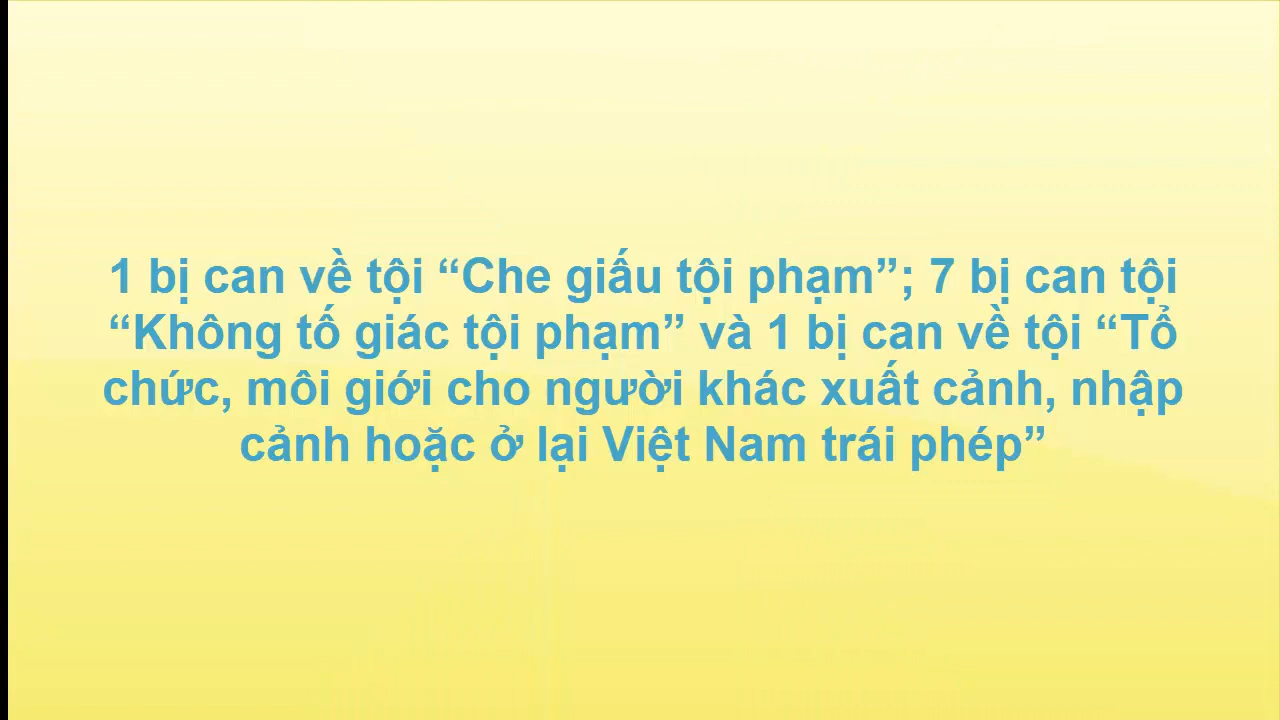 1 bị can về tội “Che giấu tội phạm”; 7 bị can tội
“Không tố giác tội phạm” và 1 bị can về tội “Tổ
chức, môi giới cho người khác xuất cảnh, nhập
cảnh hoặc ở lại Việt Nam trái phép”